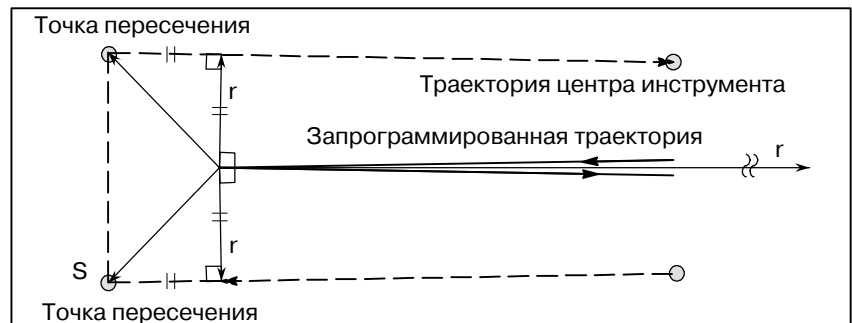 Точка пересечения
r
Траектория центра инструмента
Запрограммированная траектория
r
r
S
Точка пересечения